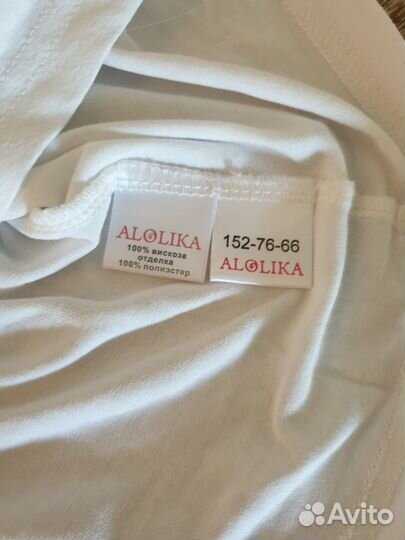 ALOLIKA
100% вискоза
отделка
100% полиэстер
152-76-66
ALOLIKA
Avito